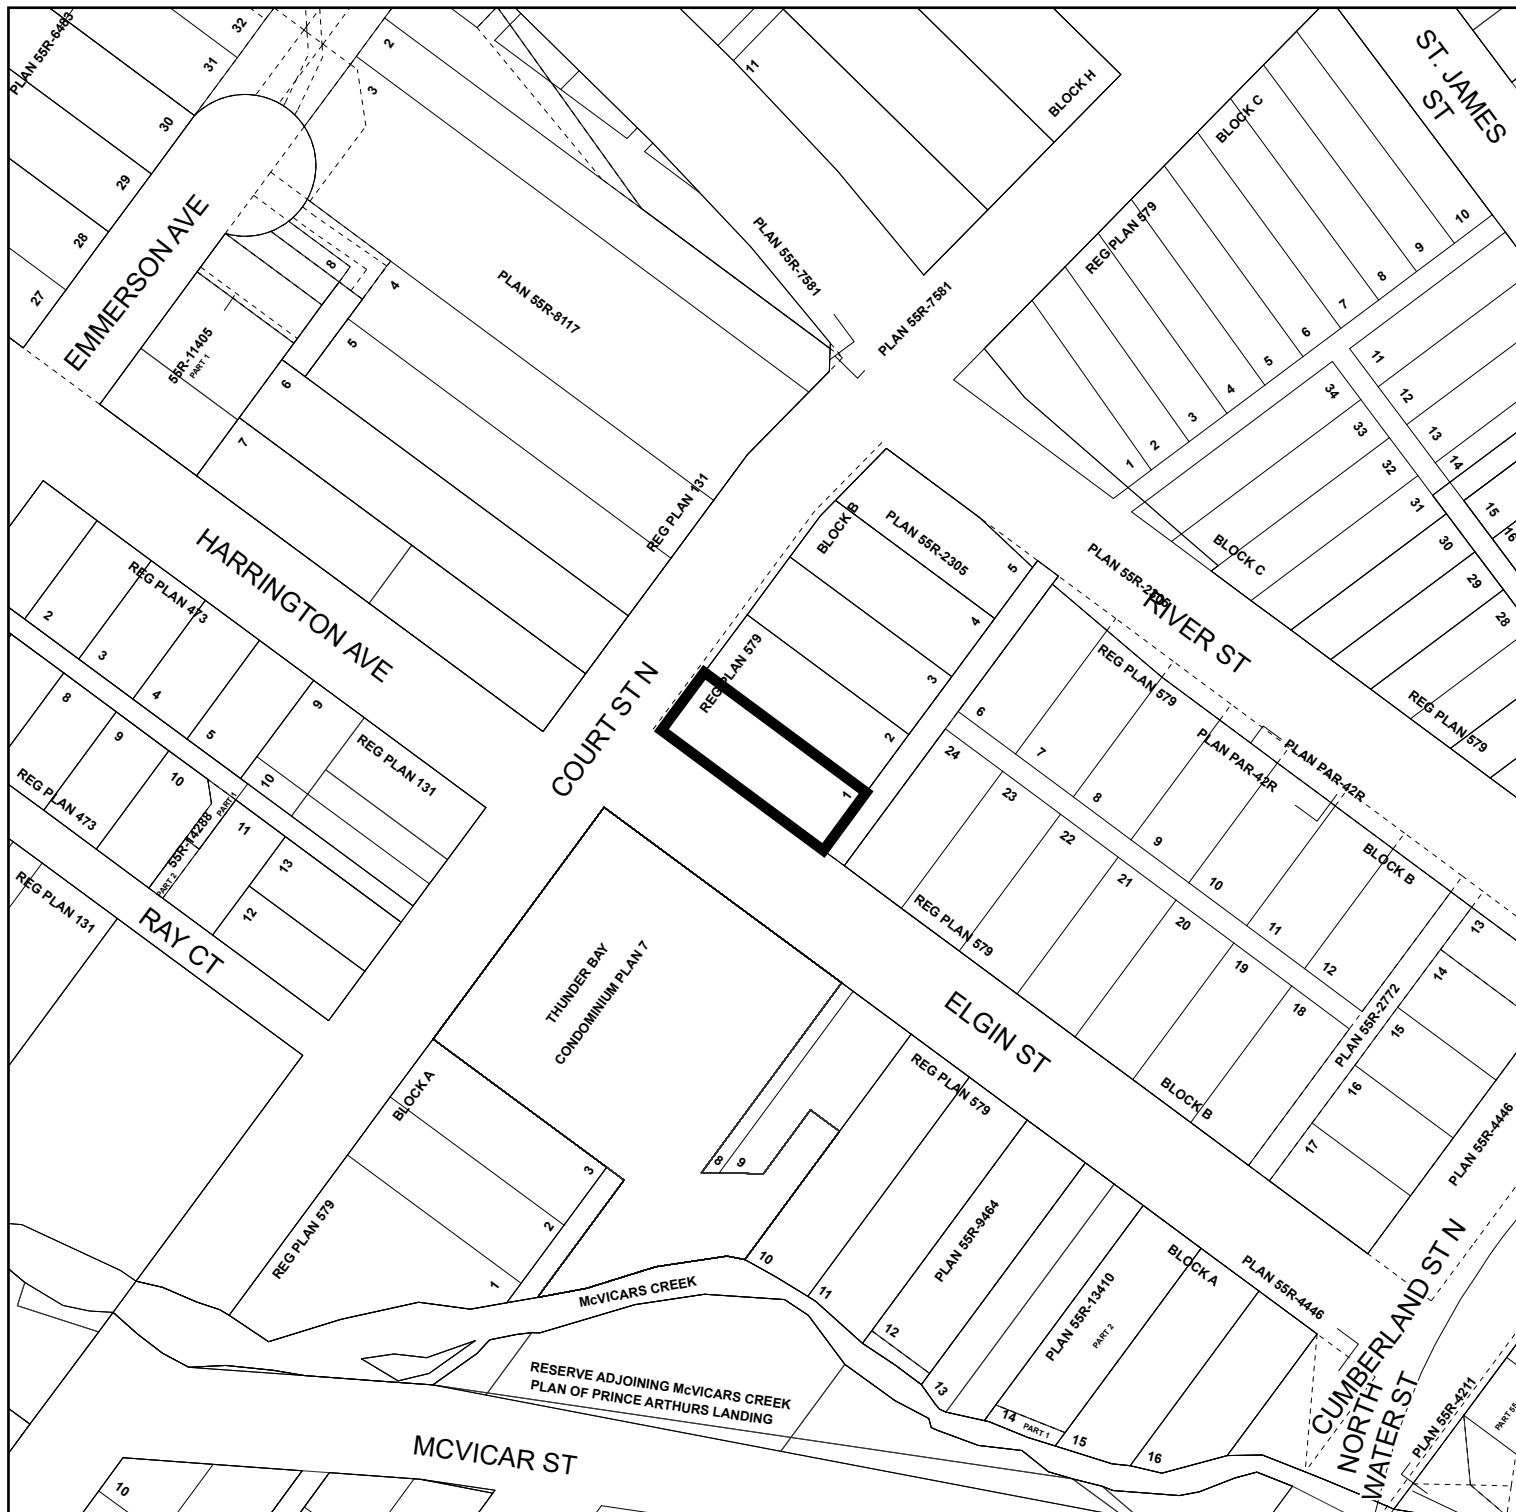 PLAN 55R-6483
32
31
30
29
28
27
2
3
11
BLOCK H
ST. JAMES
ST
BLOCK C
REG PLAN 579
10
9
8
7
6
5
4
3
2
1
EMMERSON AVE
8
4
5
6
7
55R-11405
PART 1
PLAN 55R-8117
PLAN 55R-7581
PLAN 55R-7581
REG PLAN 131
11
12
13
14
15
16
34
33
32
31
30
29
28
BLOCK C
REG PLAN 579
HARRINGTON AVE
REG PLAN 473
2
3
4
5
9
10
REG PLAN 131
8
9
10
11
13
12
REG PLAN 473
55R-14288
PART 1
PART 2
REG PLAN 131
RAY CT
COURT ST N
BLOCK B
PLAN 55R-2305
5
4
3
2
1
REG PLAN 579
RIVER ST
REG PLAN 579
PLAN PAR-42R
PLAN PAR-42R
BLOCK B
6
7
8
9
10
11
12
24
23
22
21
20
19
18
REG PLAN 579
BLOCK B
13
14
15
16
17
PLAN 55R-2772
PLAN 55R-4446
ELGIN ST
THUNDER BAY
CONDOMINIUM PLAN 7
BLOCK A
REG PLAN 579
3
2
1
8
9
REG PLAN 579
10
11
12
13
14
PART 1
15
16
PLAN 55R-9464
PLAN 55R-13410
PART 2
BLOCK A
PLAN 55R-4446
McVICARS CREEK
RESERVE ADJOINING McVICARS CREEK
PLAN OF PRINCE ARTHURS LANDING
MCVICAR ST
10
CUMBERLAND ST N
NORTH
WATER ST
PLAN 55R-4211